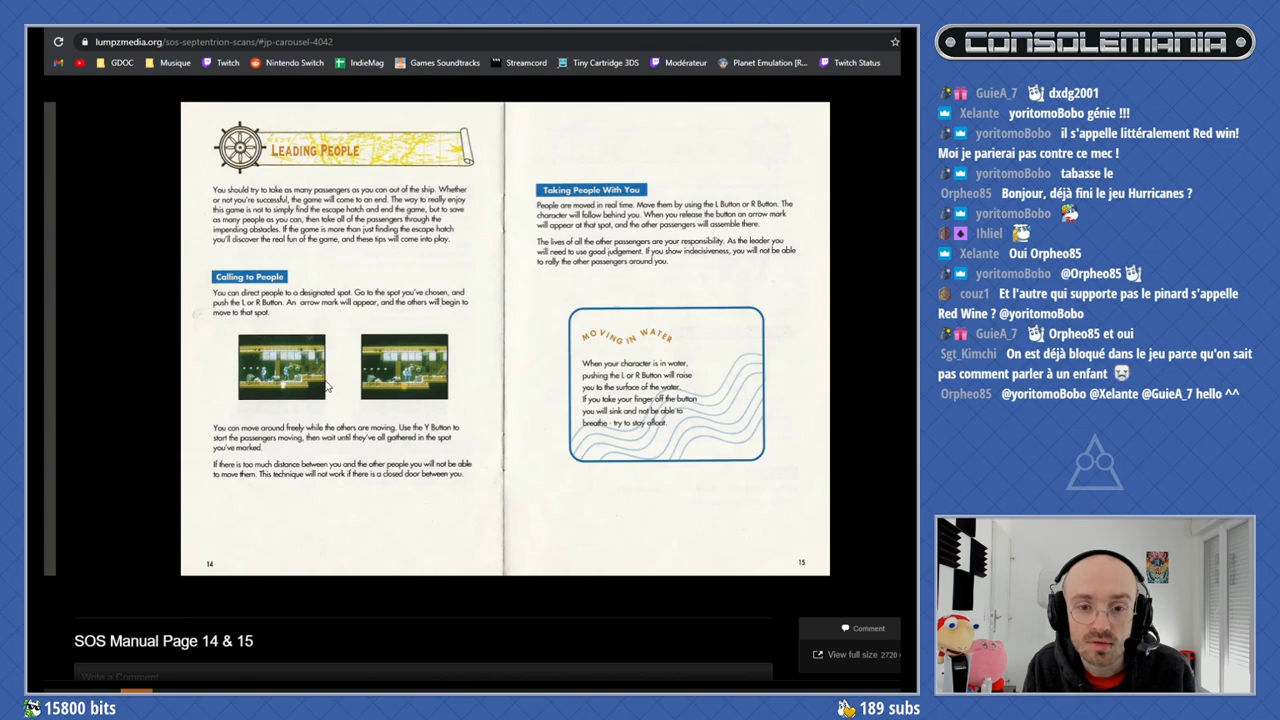 lumpzmedia.org/sos-septentrion-scans/#jp-carousel-4042
GDOC Musique Twitch Nintendo Switch IndieMag Games Soundtracks Streamcord Tiny Cartridge 3DS Modérateur Planet Emulation [R... Twitch Status
LEADING PEOPLE
You should try to take as many passengers as you can out of the ship. Whether
or not you're successful, the game will come to an end. The way to really enjoy
this game is not to simply find the escape hatch and end the game, but to save
as many people as you can, then take all of the passengers through the
impending obstacles. If the game is more than just finding the escape hatch
you'll discover the real fun of the game, and these tips will come into play.
Calling to People
You can direct people to a designated spot. Go to the spot you've chosen, and
push the L or R Button. An arrow mark will appear, and the others will begin to
move to that spot.
You can move around freely while the others are moving. Use the Y Button to
start the passengers moving, then wait until they've all gathered in the spot
you've marked.
If there is too much distance between you and the other people you will not be able
to move them. This technique will not work if there is a closed door between you.
14
Taking People With You
People are moved in real time. Move them by using the L Button or R Button. The
character will follow behind you. When you release the button an arrow mark
will appear at that spot, and the other passengers will assemble there.
The lives of all the other passengers are your responsibility. As the leader you
will need to use good judgement. If you show indecisiveness, you will not be able
to rally the other passengers around you.
MOVING IN WATER
When your character is in water,
pushing the L or R Button will raise
you to the surface of the water.
If you take your finger off the button
you will sink and not be able to
breathe - try to stay afloat.
15
SOS Manual Page 14 & 15
Write a Comment
Comment
View full size 2720
CONSOLEMANIA
GuieA_7 dxdg2001
Xelante yoritomoBobo génie !!!
yoritomoBobo il s'appelle littéralement Red win!
Moi je parierai pas contre ce mec !
yoritomoBobo tabasse le
Orpheo85 Bonjour, déjà fini le jeu Hurricanes ?
yoritomoBobo
Ihliel
Xelante Oui Orpheo85
yoritomoBobo @Orpheo85
couz1 Et l'autre qui supporte pas le pinard s'appelle
Red Wine ? @yoritomoBobo
GuieA_7 Orpheo85 et oui
Sgt_Kimchi On est déjà bloqué dans le jeu parce qu'on sait
pas comment parler à un enfant
Orpheo85 @yoritomoBobo @Xelante @GuieA_7 hello ^^
15800 bits
189 subs